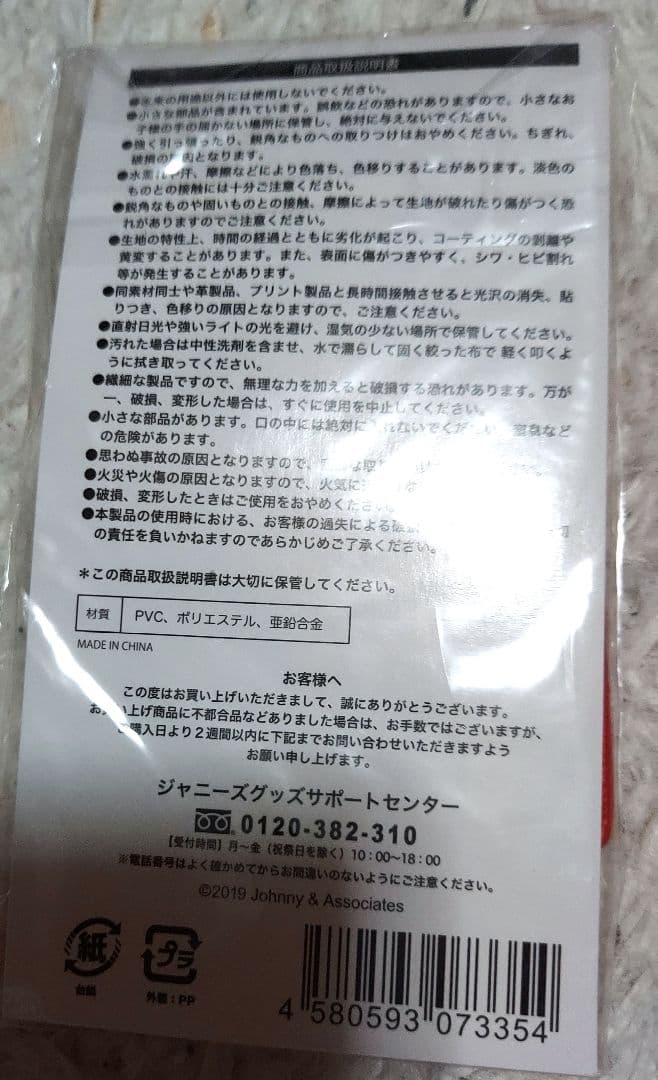 商品取扱説明書
●本来の用途以外には使用しないでください。
●小さな部品が含まれています。誤飲などの恐れがありますので、小さなお
子様の手の届かない場所に保管し、絶対に与えないでください。
●強く引っ張ったり、鋭角なものへの取りつけはおやめください。ちぎれ、
破損の原因となります。
●水濡れや汗、摩擦などにより色落ち、色移りすることがあります。淡色の
ものとの接触には十分ご注意ください。
●鋭角なものや固いものとの接触、摩擦によって生地が破れたり傷がつく恐
れがありますのでご注意ください。
●生地の特性上、時間の経過とともに劣化が起こり、コーティングの剥離や
黄変することがあります。また、表面に傷がつきやすく、シワ・ヒビ割れ
等が発生することがあります。
●同素材同士や革製品、プリント製品と長時間接触させると光沢の消失、貼
りつき、色移りの原因となりますので、ご注意ください。
●直射日光や強いライトの光を避け、湿気の少ない場所で保管してください。
●汚れた場合は中性洗剤を含ませ、水で濡らして固く絞った布で 軽く叩くよ
うに拭き取ってください。
●繊細な製品ですので、無理な力を加えると破損する恐れがあります。万が
一、破損、変形した場合は、すぐに使用を中止してください。
●小さな部品があります。口の中には絶対に れないでくださ 窒息など
の危険があります。
●思わぬ事故の原因となりますので、
●火災や火傷の原因となりますので、火気に
●破損、変形したときはご使用をおやめくださ
●本製品の使用時における、お客様の過失による破
の責任を負いかねますのであらかじめご了承ください。
＊この商品取扱説明書は大切に保管してください。
材質 PVC、ポリエステル、亜鉛合金
MADE IN CHINA
お客様へ
この度はお買い上げいただきまして、誠にありがとうございます。
お買い上げ商品に不都合品などありました場合は、お手数ではございますが、
ご購入日より２週間以内に下記までお問い合わせいただきますよう
お願い申し上げます。
ジャニーズグッズサポートセンター
0120-382-310
【受付時間】月～金（祝祭日を除く）10：00～18：00
※電話番号はよく確かめてからお間違いのないようにご注意ください。
©2019 Johnny & Associates
紙 プラ
台紙 外装：PP
4 580593 073354